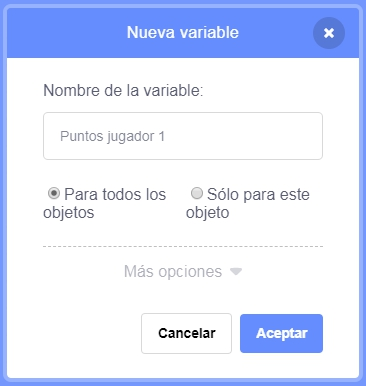 Nueva variable
Nombre de la variable:
Puntos jugador 1
Para todos los
objetos
Sólo para este
objeto
Más opciones
Cancelar
Aceptar